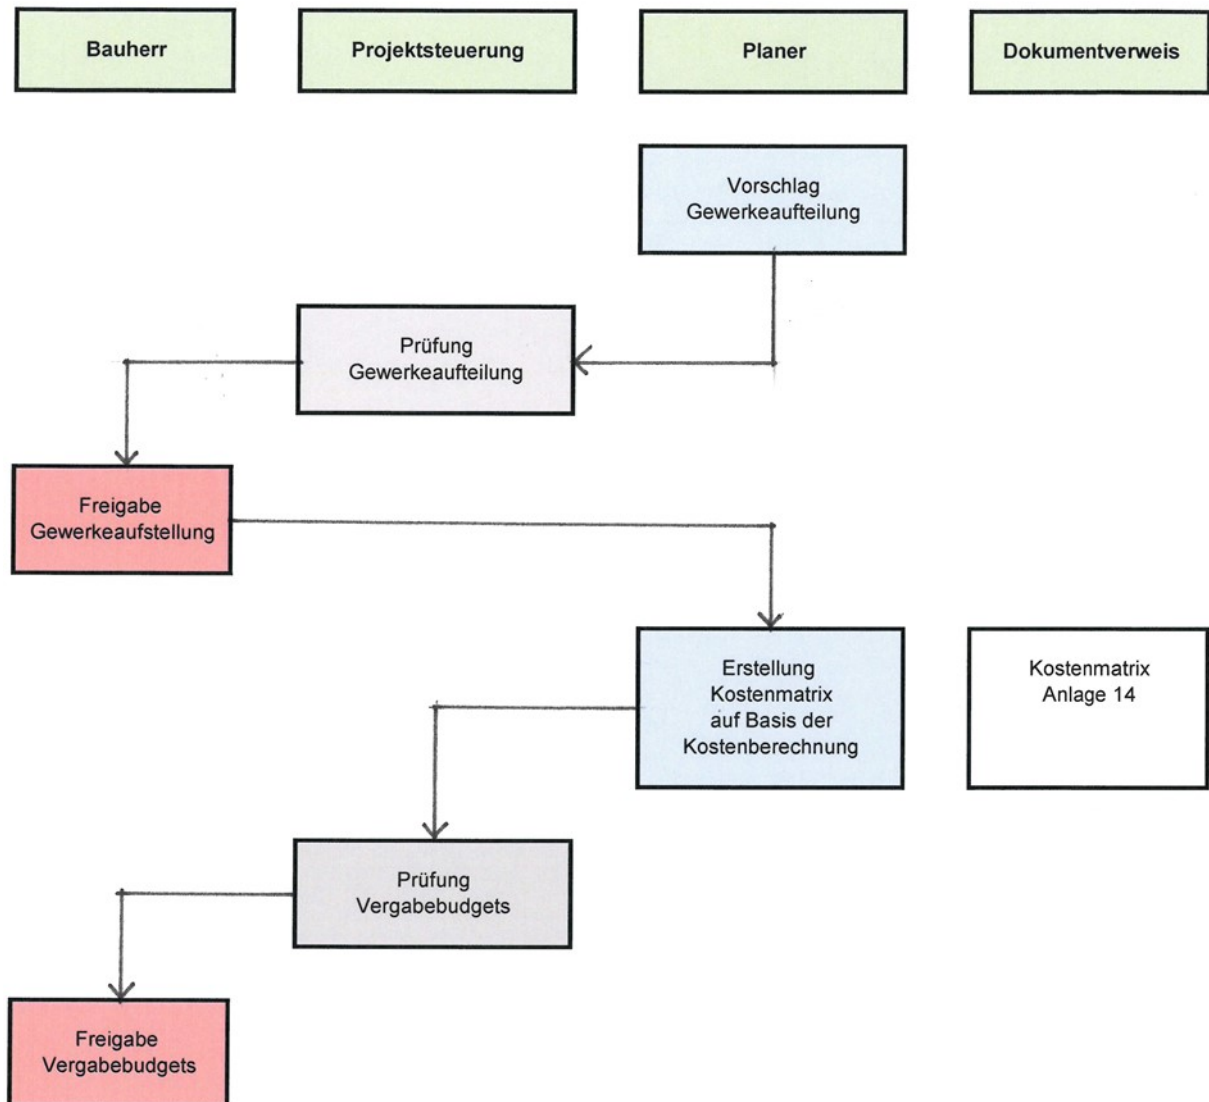 Bauherr
Projektsteuerung
Planer
Dokumentverweis
Vorschlag
Gewerkeaufteilung
Prüfung
Gewerkeaufteilung
Freigabe
Gewerkeaufstellung
Erstellung
Kostenmatrix
auf Basis der
Kostenberechnung
Kostenmatrix
Anlage 14
Prüfung
Vergabebudgets
Freigabe
Vergabebudgets